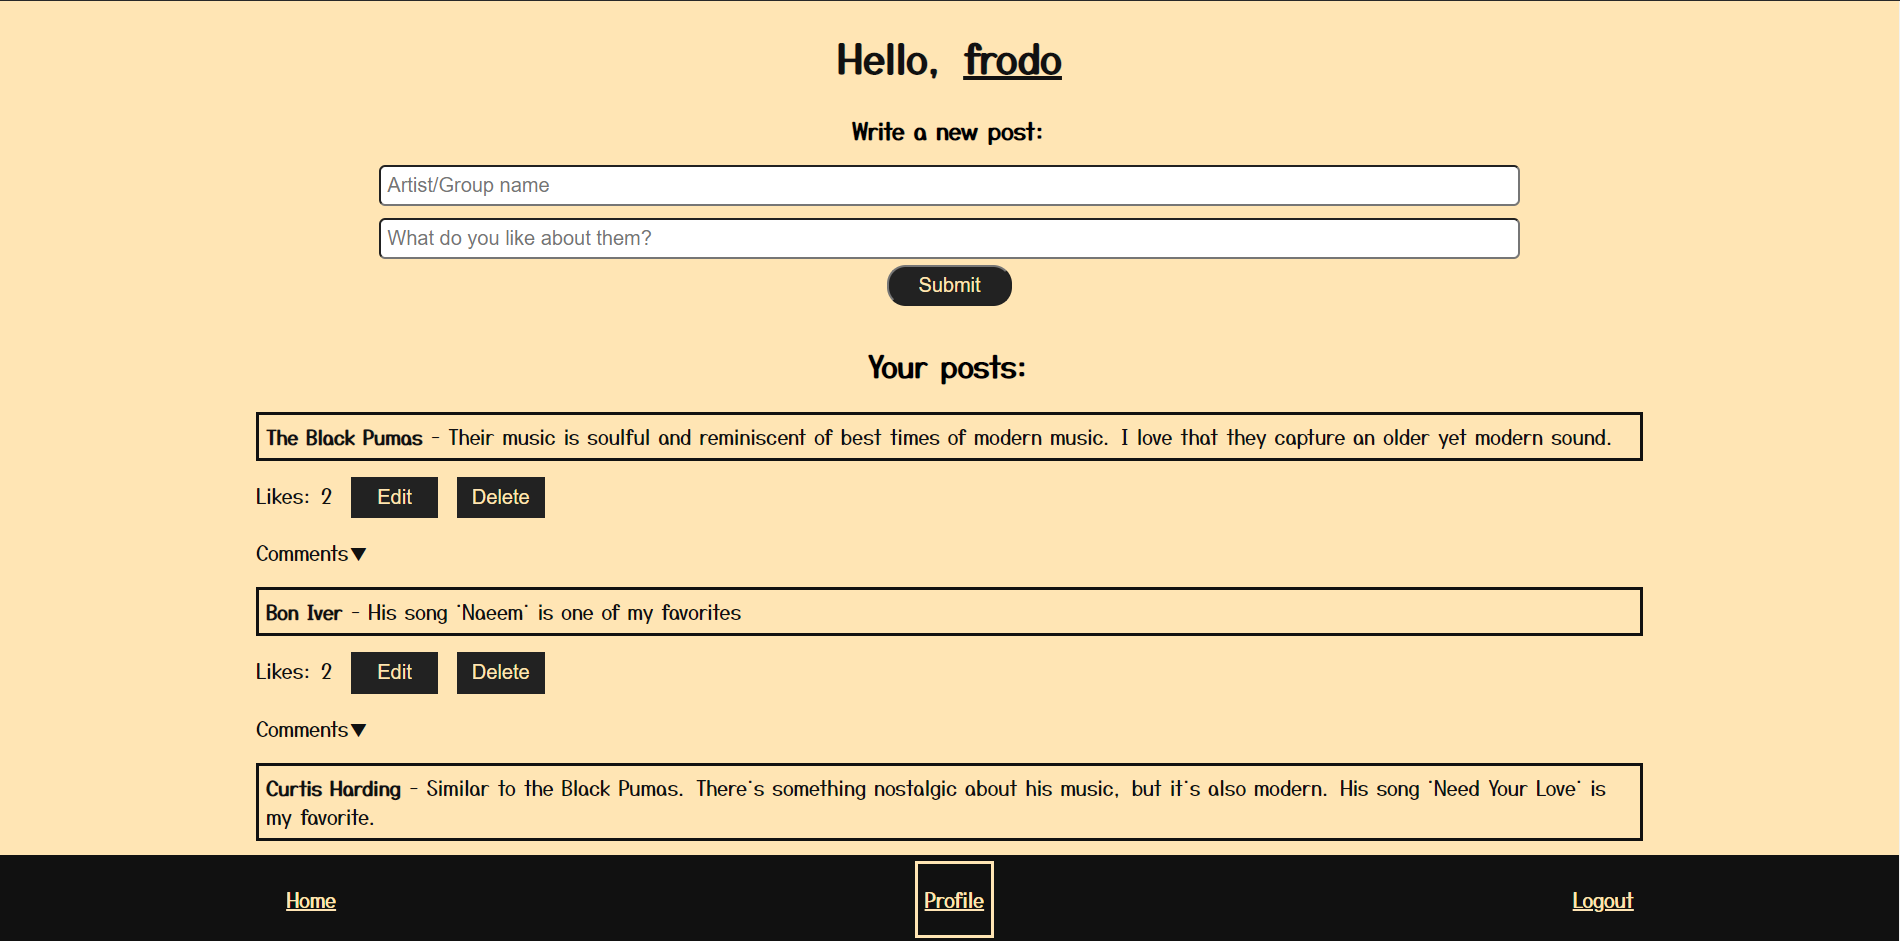 Hello, frodo
Write a new post:
Artist/Group name
What do you like about them?
Submit
Your posts:
The Black Pumas - Their music is soulful and reminiscent of best times of modern music. I love that they capture an older yet modern sound.
Likes: 2 Edit Delete
Comments▼
Bon Iver - His song 'Naeem' is one of my favorites
Likes: 2 Edit Delete
Comments▼
Curtis Harding - Similar to the Black Pumas. There's something nostalgic about his music, but it's also modern. His song 'Need Your Love' is
my favorite.
Home Profile Logout